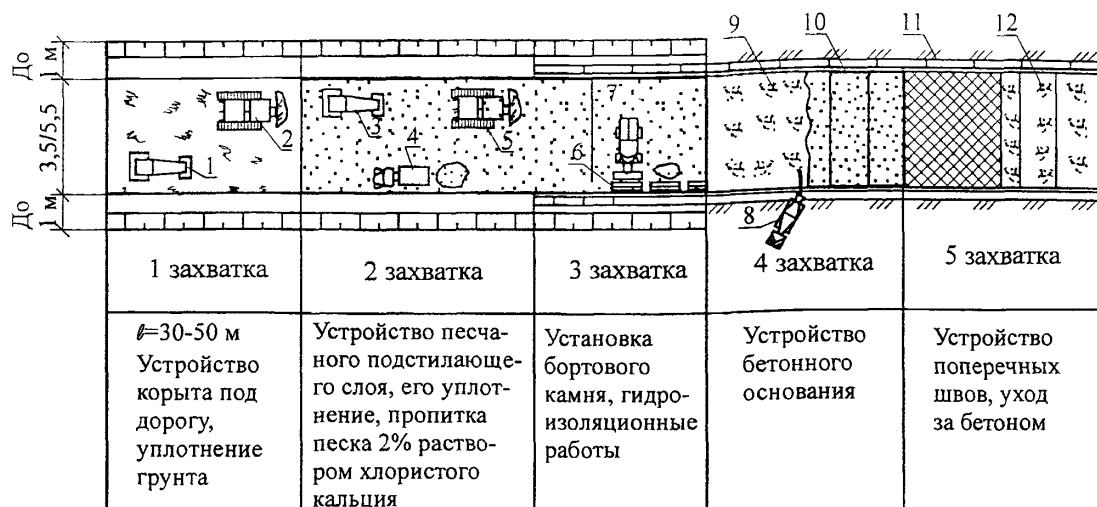 9
10
11
12
До
1 м
3,5/5,5
До
1 м
1
2
3
4
5
6
7
8
1 захватка
2 захватка
3 захватка
4 захватка
5 захватка
ℓ=30-50 м
Устройство
корыта под
дорогу,
уплотнение
грунта
Устройство песча-
ного подстилающе-
го слоя, его уплот-
нение, пропитка
песка 2% раство-
ром хлористого
кальция
Установка
бортового
камня, гидро-
изоляционные
работы
Устройство
бетонного
основания
Устройство
поперечных
швов, уход
за бетоном